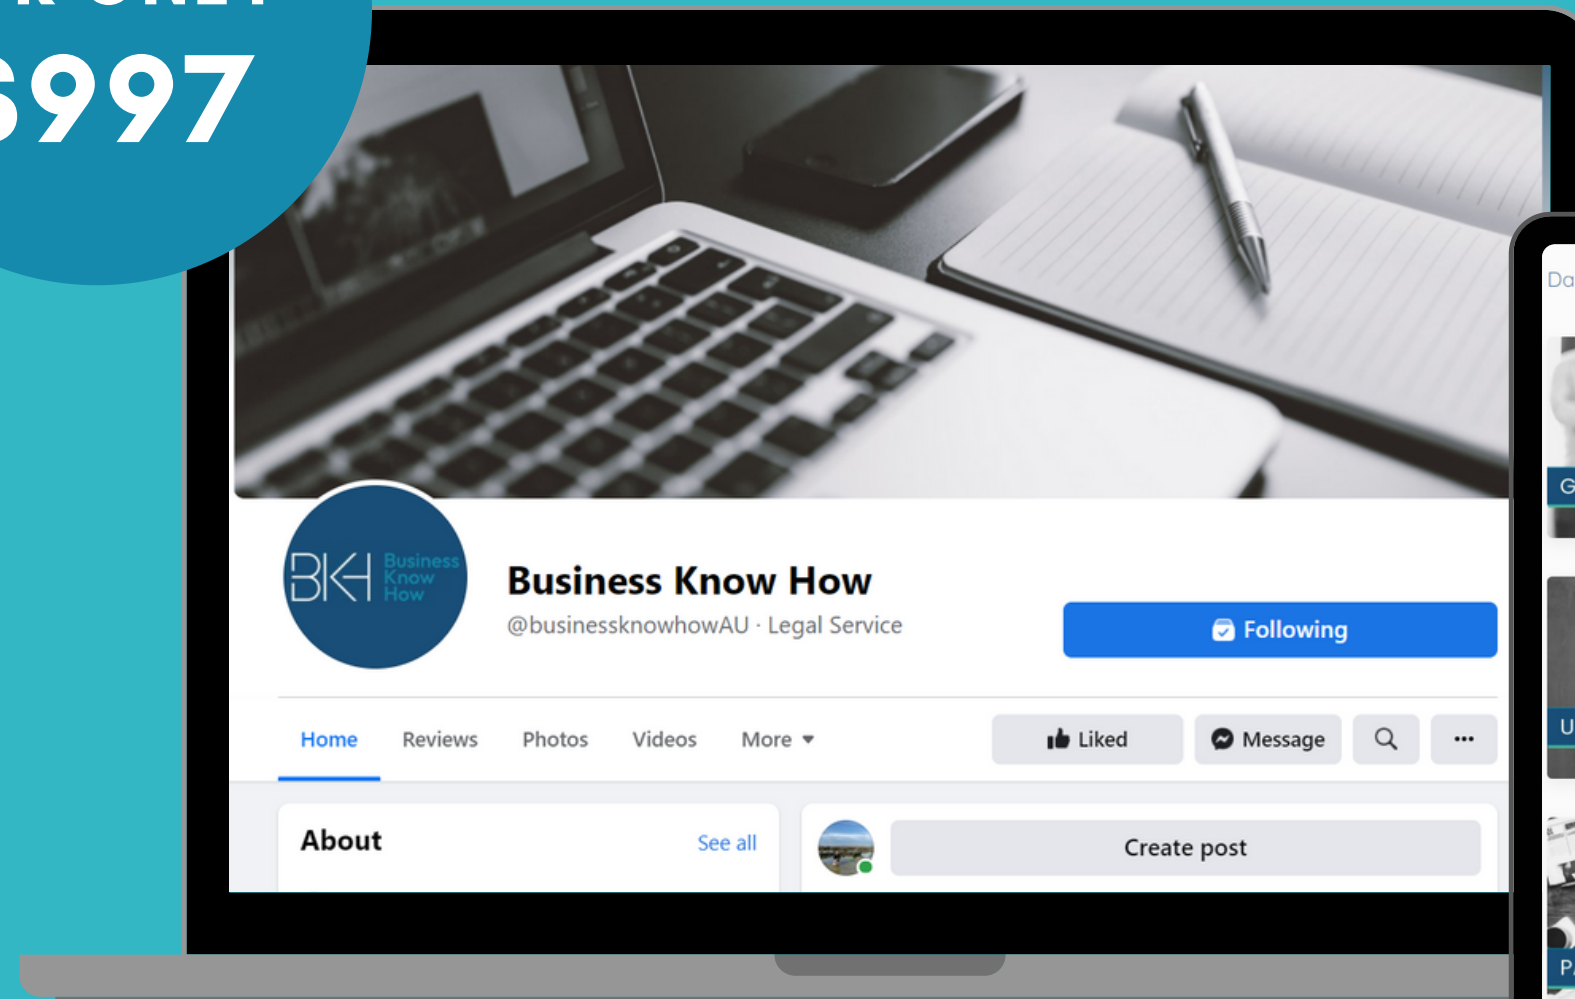 $997
BKH
Business
Know
How
Business Know How
@businessknowhowAU · Legal Service
Following
Home
Reviews
Photos
Videos
More
Liked
Message
About
See all
Create post